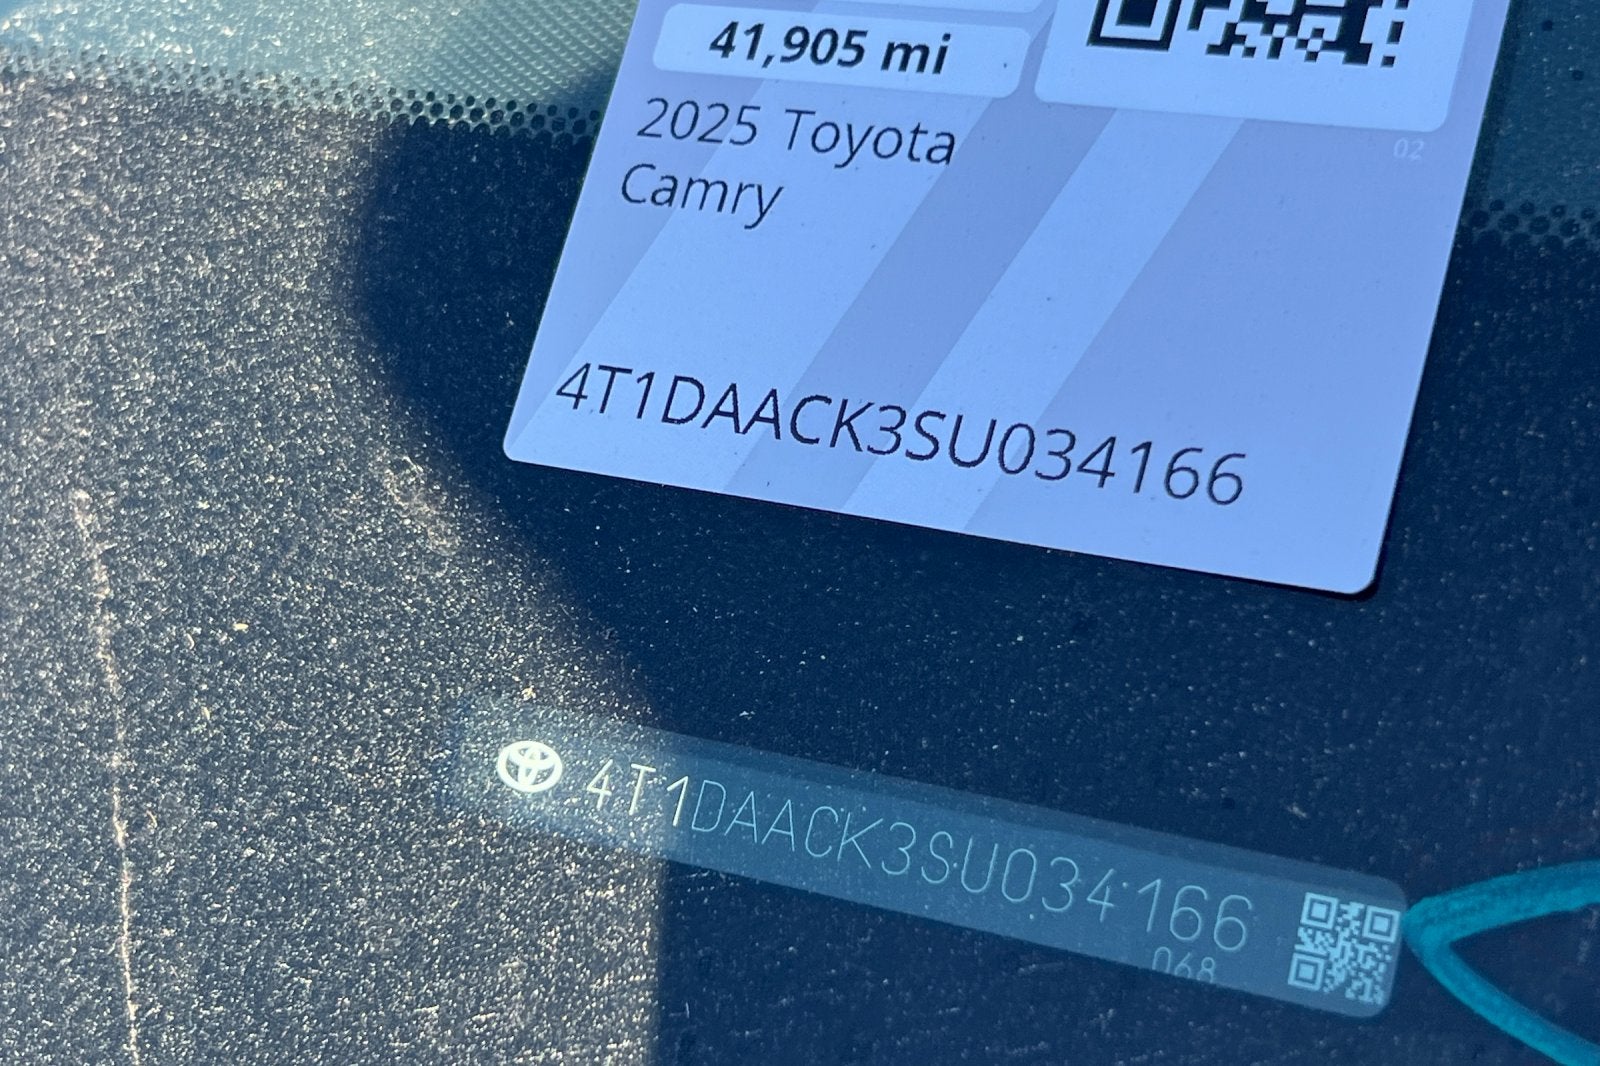 41,905 mi
2025 Toyota
Camry
02
4T1DAACK3SU034166
4T1DAACK3SU034166
068